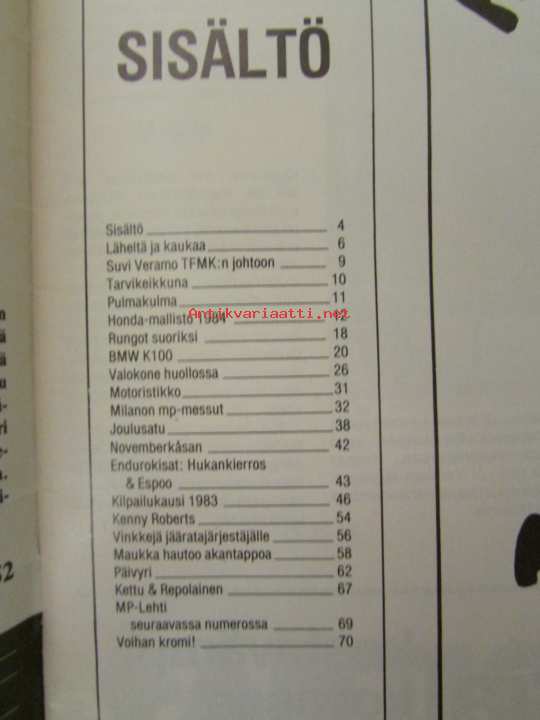 SISÄLTÖ
Sisältö 4
Läheltä ja kaukaa 6
Suvi Veramo TFMK:n johtoon 9
Tarvikeikkuna 10
Pulmakulma 11
Antikvariaatti.net
Honda-mallisto 1984 12
Rungot suoriksi 18
BMW K100 20
Valokone huollossa 26
Motoristikko 31
Milanon mp-messut 32
Joulusatu 38
Novemberkåsan 42
Endurokisat: Hukankierros
& Espoo 43
Kilpailukausi 1983 46
Kenny Roberts 54
Vinkkejä jääratajärjestäjälle 56
Maukka hautoo akantappoa 58
Päivyri 62
Kettu & Repolainen 67
MP-Lehti
seuraavassa numerossa 69
Voihan kromi! 70